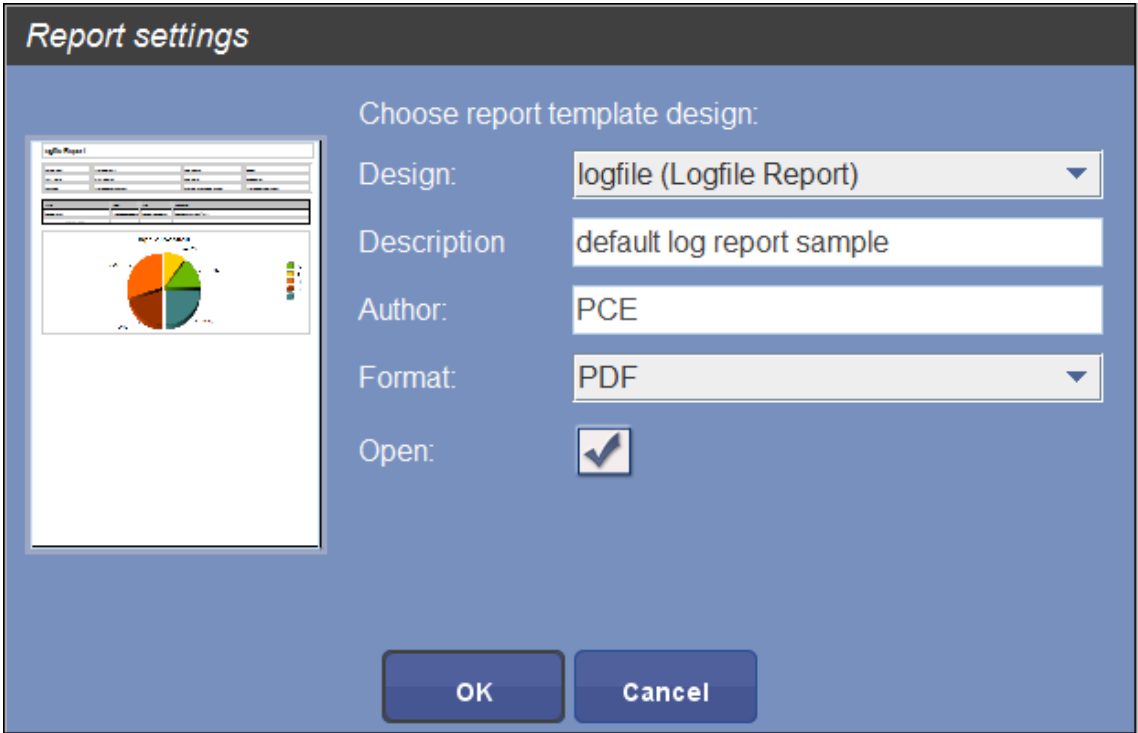 Report settings
Choose report template design:
Design: logfile (Logfile Report)
Description default log report sample
Author: PCE
Format: PDF
Open:
OK Cancel